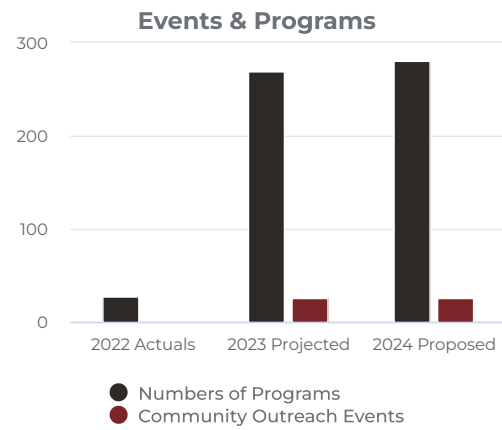 Events & Programs
300
200
100
0
2022 Actuals 2023 Projected 2024 Proposed
Numbers of Programs
Community Outreach Events